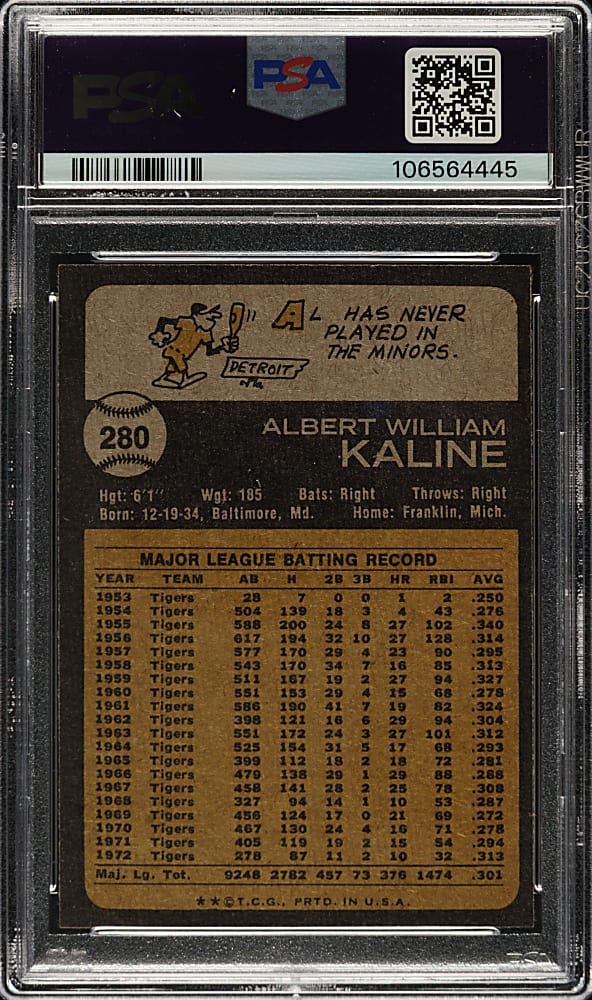 PSA
PSA
106564445
AL HAS NEVER
PLAYED IN
THE MINORS.
DETROIT
280
ALBERT WILLIAM
KALINE
Hgt: 6'1" Wgt: 185 Bats: Right Throws: Right
Born: 12-19-34, Baltimore, Md. Home: Franklin, Mich.
MAJOR LEAGUE BATTING RECORD
YEAR TEAM AB H 2B 3B HR RBI AVG
1953 Tigers 28 7 0 0 1 2 .250
1954 Tigers 504 139 18 3 4 43 .276
1955 Tigers 588 200 24 8 27 102 .340
1956 Tigers 617 194 32 10 27 128 .314
1957 Tigers 577 170 29 4 23 90 .295
1958 Tigers 543 170 34 7 16 85 .313
1959 Tigers 511 167 19 2 27 94 .327
1960 Tigers 551 153 29 4 15 68 .278
1961 Tigers 586 190 41 7 19 82 .324
1962 Tigers 398 121 16 6 29 94 .304
1963 Tigers 551 172 24 3 27 101 .312
1964 Tigers 525 154 31 5 17 68 .293
1965 Tigers 399 112 18 2 18 72 .281
1966 Tigers 479 138 29 1 29 88 .288
1967 Tigers 458 141 28 2 25 78 .308
1968 Tigers 327 94 14 1 10 53 .287
1969 Tigers 456 124 17 0 21 69 .272
1970 Tigers 467 130 24 4 16 71 .278
1971 Tigers 405 119 19 2 15 54 .294
1972 Tigers 278 87 11 2 10 32 .313
Maj. Lg. Tot. 9248 2782 457 73 376 1474 .301
★★©T.C.G., PRTD. IN U.S.A.